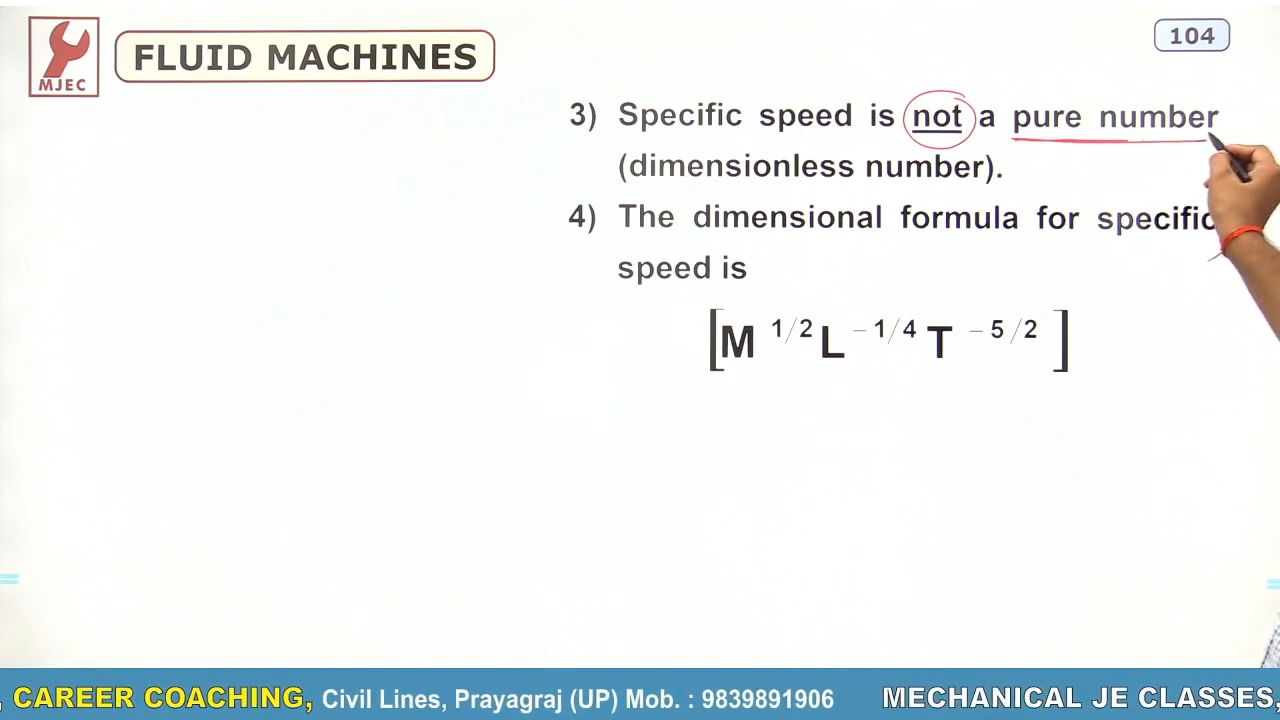 MJEC
FLUID MACHINES
104
3) Specific speed is not a pure number
(dimensionless number).
4) The dimensional formula for specific
speed is
[M 1/2 L – 1/4 T – 5/2 ]
, CAREER COACHING, Civil Lines, Prayagraj (UP) Mob. : 9839891906 MECHANICAL JE CLASSES,